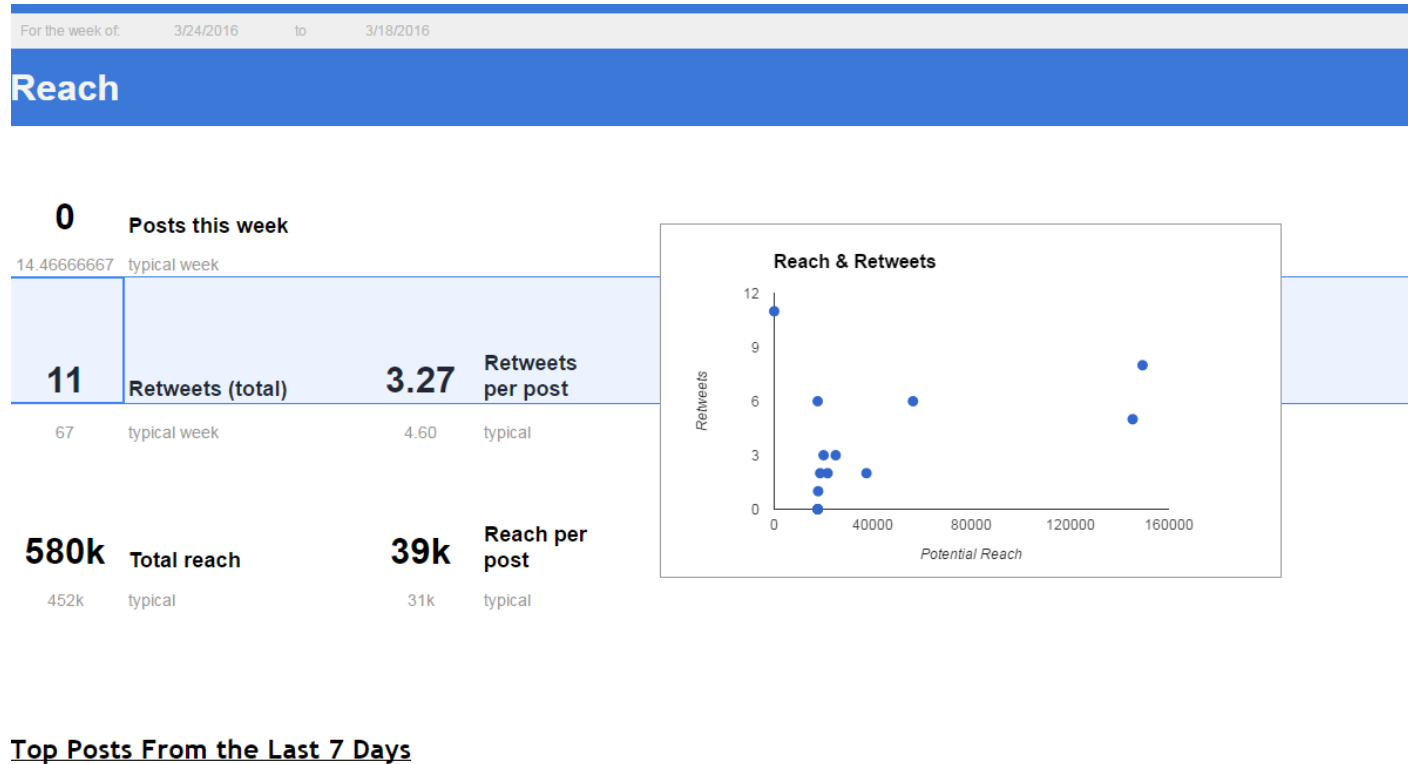 For the week of: 3/24/2016 to 3/18/2016
Reach
0 Posts this week
14.46666667 typical week
11 Retweets (total) 3.27 Retweets per post
67 typical week 4.60 typical
580k Total reach 39k Reach per post
452k typical 31k typical
Reach & Retweets
12
9
6
3
0
Retweets
0 40000 80000 120000 160000
Potential Reach
Top Posts From the Last 7 Days